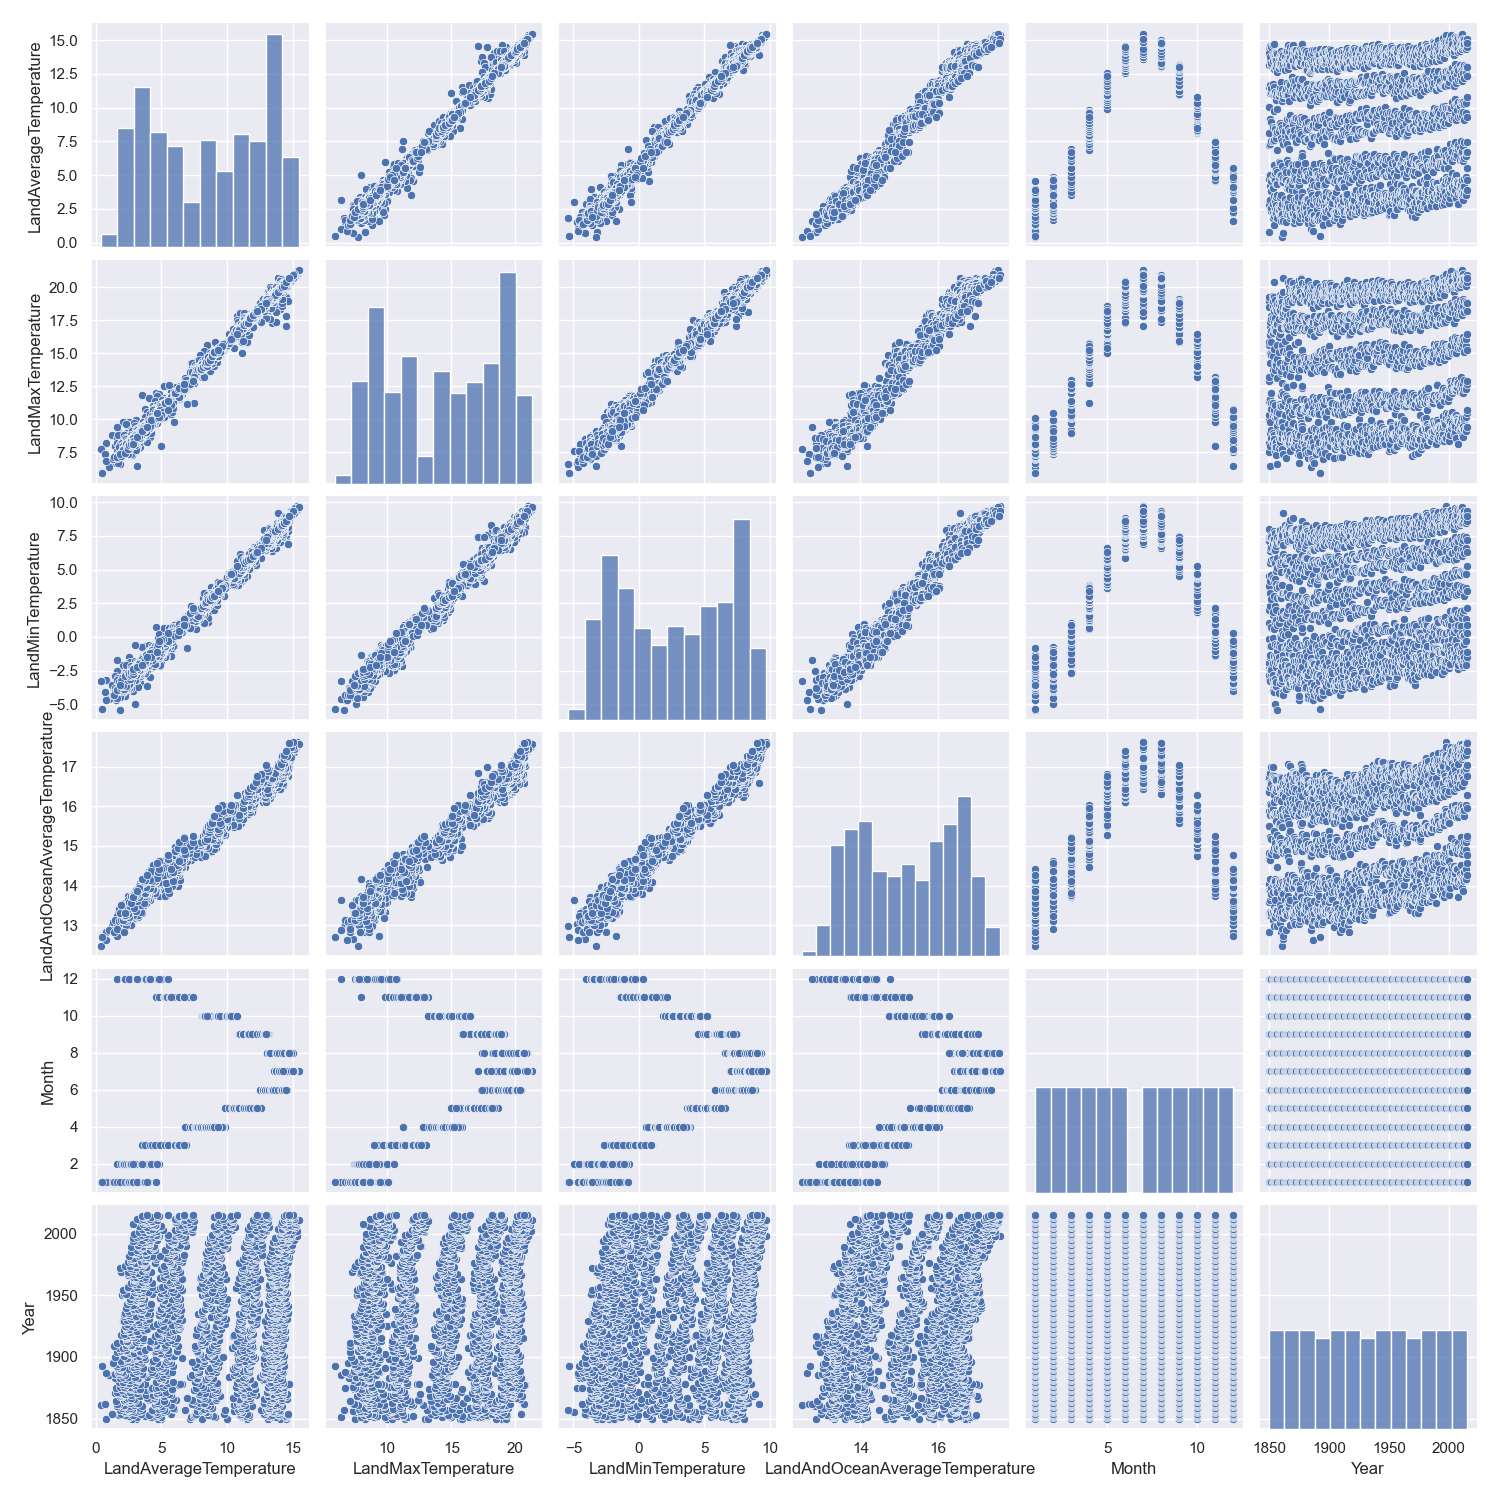 15.0
12.5
10.0
7.5
5.0
2.5
0.0
LandAverageTemperature
20.0
17.5
15.0
12.5
10.0
7.5
LandMaxTemperature
10.0
7.5
5.0
2.5
0.0
−2.5
−5.0
LandMinTemperature
17
16
15
14
13
LandAndOceanAverageTemperature
12
10
8
6
4
2
Month
2000
1950
1900
1850
Year
0 5 10 15
10 15 20
−5 0 5 10
14 16
5 10
1850 1900 1950 2000
LandAverageTemperature
LandMaxTemperature
LandMinTemperature
LandAndOceanAverageTemperature
Month
Year